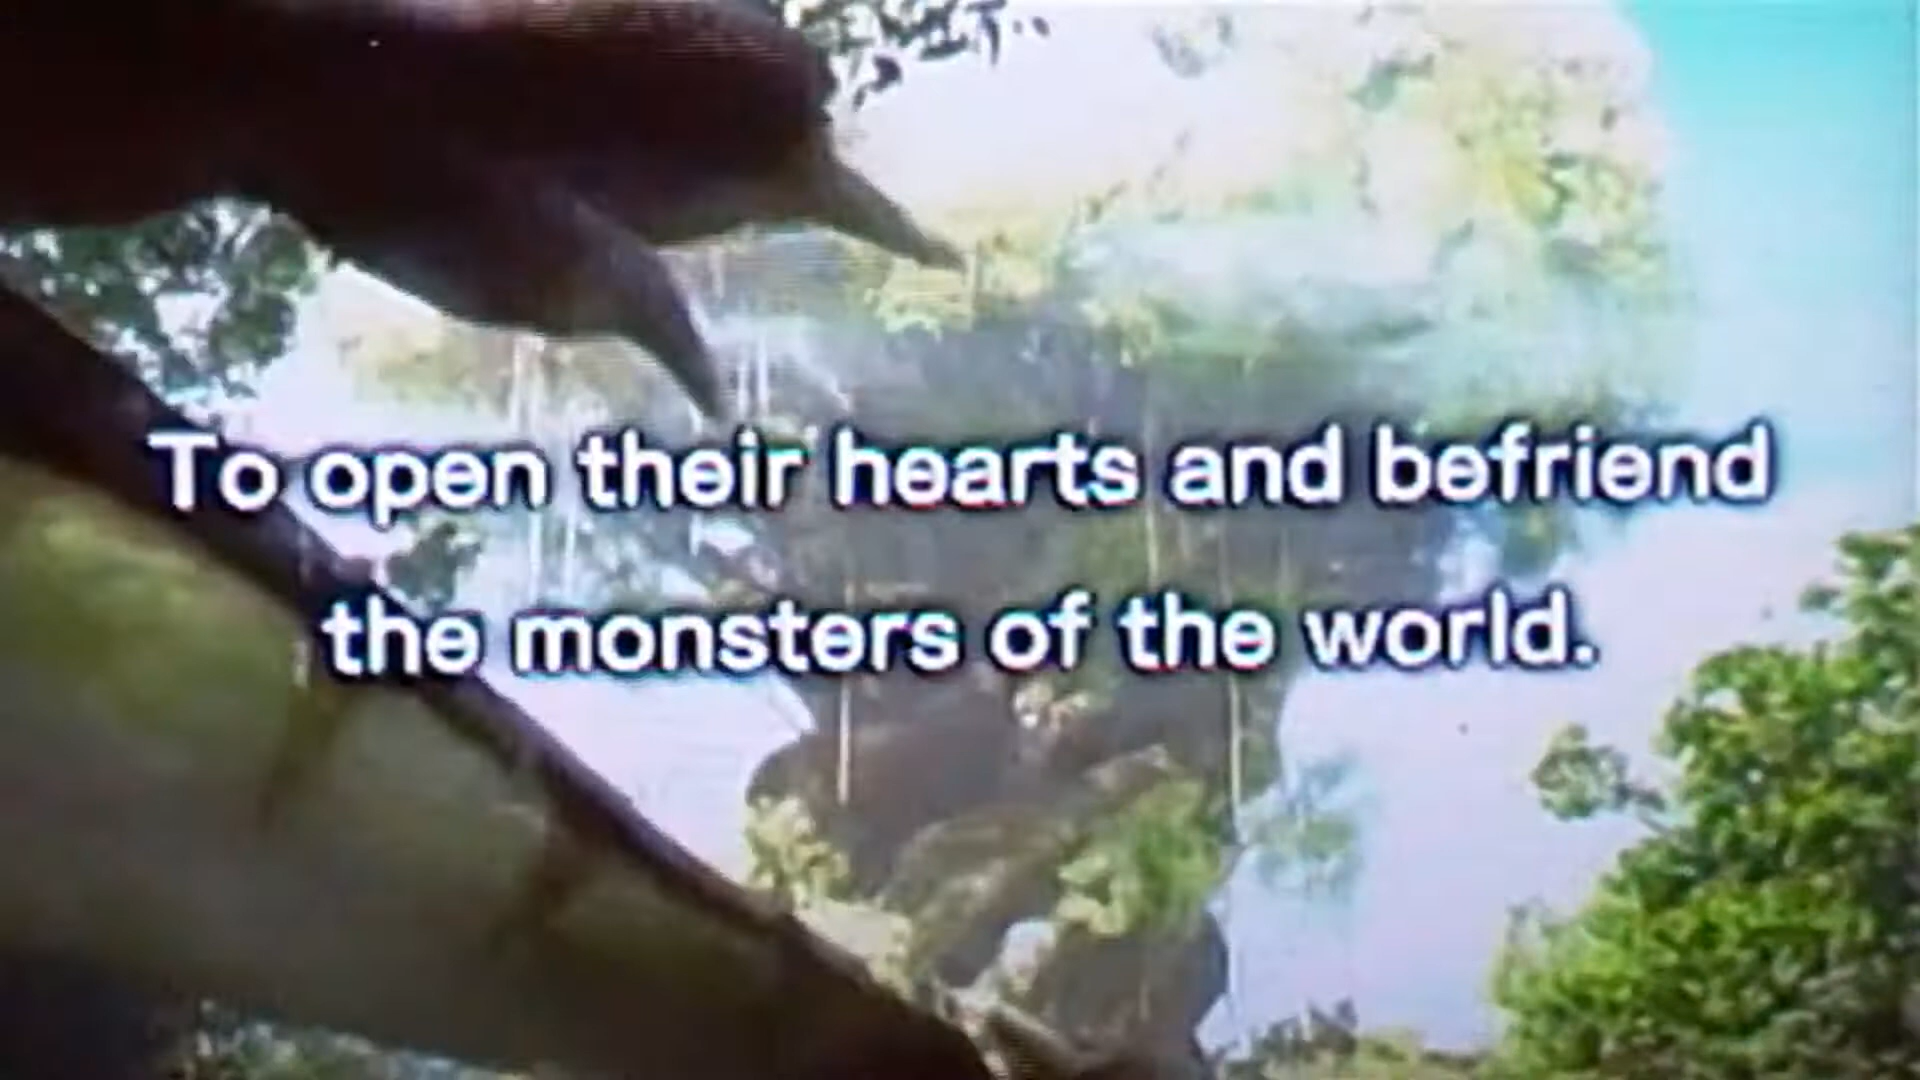 To open their hearts and befriend
the monsters of the world.